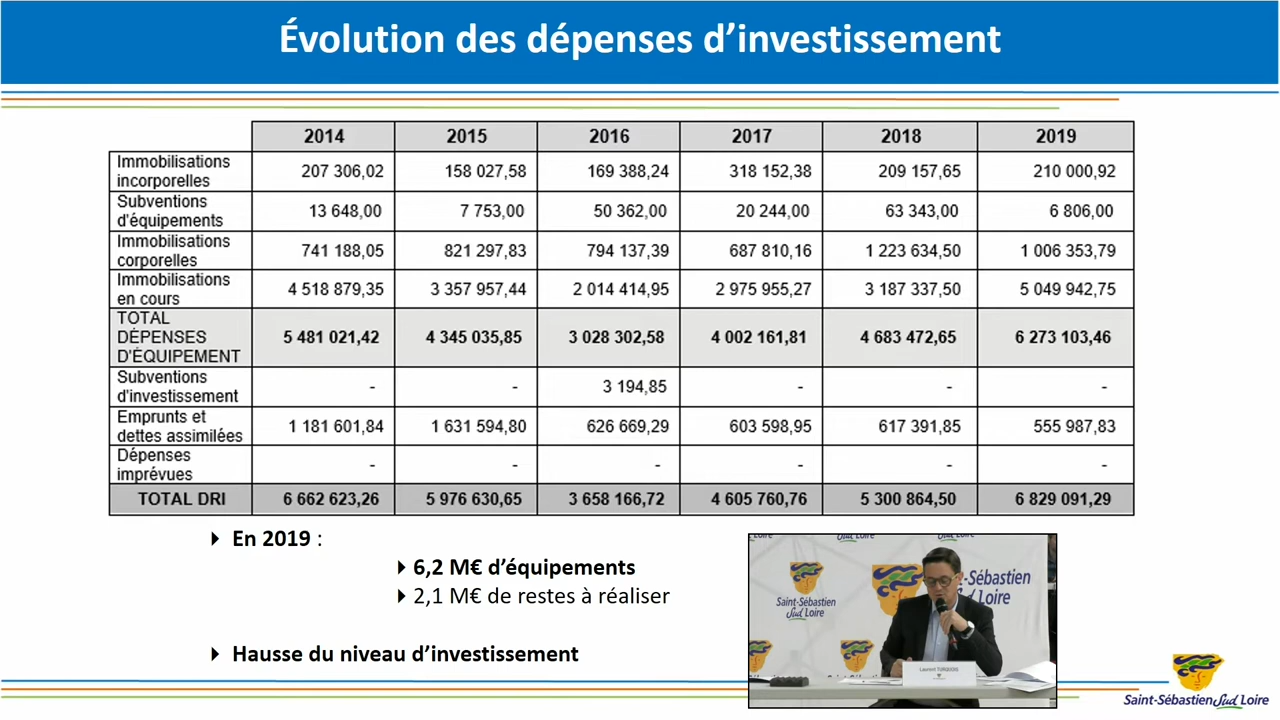 Évolution des dépenses d’investissement
2014 2015 2016 2017 2018 2019
Immobilisations
incorporelles 207 306,02 158 027,58 169 388,24 318 152,38 209 157,65 210 000,92
Subventions
d'équipements 13 648,00 7 753,00 50 362,00 20 244,00 63 343,00 6 806,00
Immobilisations
corporelles 741 188,05 821 297,83 794 137,39 687 810,16 1 223 634,50 1 006 353,79
Immobilisations
en cours 4 518 879,35 3 357 957,44 2 014 414,95 2 975 955,27 3 187 337,50 5 049 942,75
TOTAL
DÉPENSES
D'ÉQUIPEMENT 5 481 021,42 4 345 035,85 3 028 302,58 4 002 161,81 4 683 472,65 6 273 103,46
Subventions
d'investissement - - 3 194,85 - - -
Emprunts et
dettes assimilées 1 181 601,84 1 631 594,80 626 669,29 603 598,95 617 391,85 555 987,83
Dépenses
imprévues - - - - - -
TOTAL DRI 6 662 623,26 5 976 630,65 3 658 166,72 4 605 760,76 5 300 864,50 6 829 091,29
En 2019 :
6,2 M€ d’équipements
2,1 M€ de restes à réaliser
Hausse du niveau d’investissement
Saint-Sébastien
Sud Loire
-Sébastien
Sud Loire
Laurent TURQUOIS
Saint-Sébastien Sud Loire